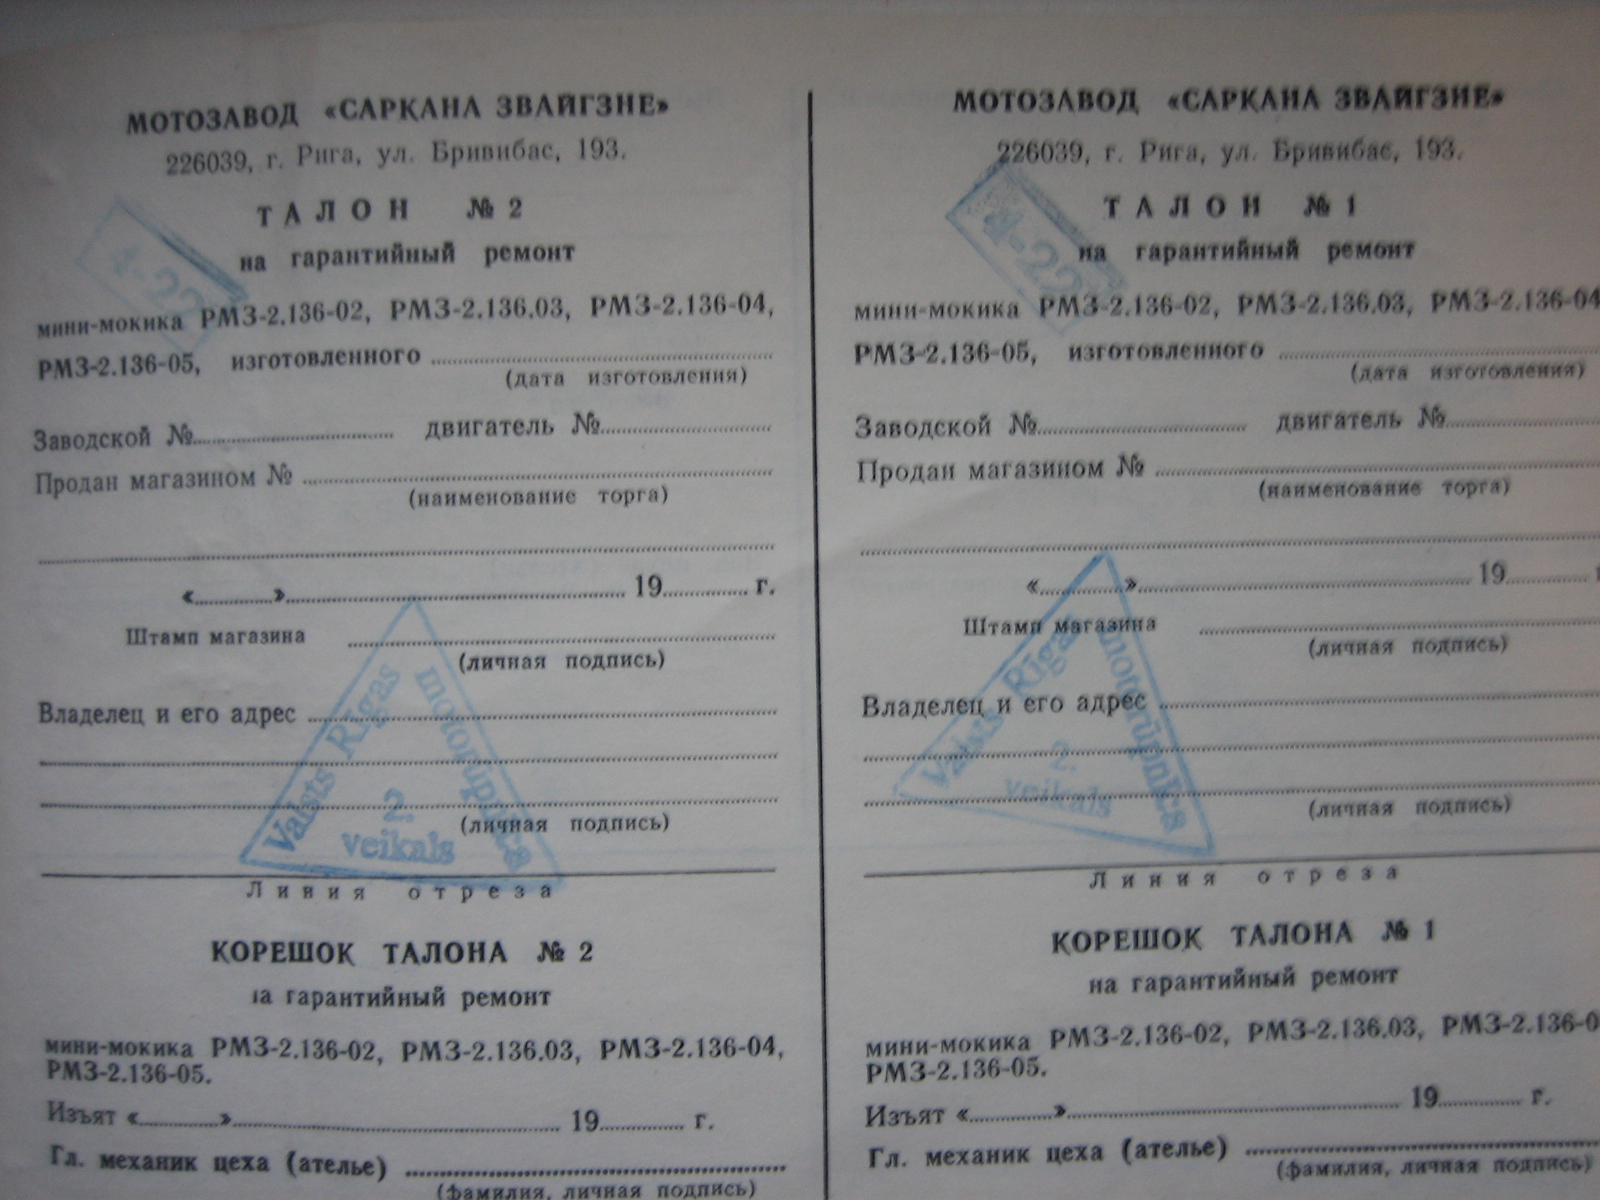 МОТОЗАВОД «САРКАНА ЗВАЙГЗНЕ»
226039, г. Рига, ул. Бривибас, 193.
ТАЛОН № 2
на гарантийный ремонт
мини-мокика РМЗ-2.136-02, РМЗ-2.136.03, РМЗ-2.136-04,
РМЗ-2.136-05, изготовленного
(дата изготовления)
Заводской № двигатель №
Продан магазином №
(наименование торга)
« » 19 г.
Штамп магазина
(личная подпись)
Владелец и его адрес
(личная подпись)
Линия отреза
КОРЕШОК ТАЛОНА № 2
на гарантийный ремонт
мини-мокика РМЗ-2.136-02, РМЗ-2.136.03, РМЗ-2.136-04,
РМЗ-2.136-05.
Изъят « » 19 г.
Гл. механик цеха (ателье)
(фамилия, личная подпись)
4-22
Valsts Rīgas motorūpnīca
2.
veikals
МОТОЗАВОД «САРКАНА ЗВАЙГЗНЕ»
226039, г. Рига, ул. Бривибас, 193.
ТАЛОН № 1
на гарантийный ремонт
мини-мокика РМЗ-2.136-02, РМЗ-2.136.03, РМЗ-2.136-04
РМЗ-2.136-05, изготовленного
(дата изготовления)
Заводской № двигатель №
Продан магазином №
(наименование торга)
« » 19 г
Штамп магазина
(личная подпись)
Владелец и его адрес
(личная подпись)
Линия отреза
КОРЕШОК ТАЛОНА № 1
на гарантийный ремонт
мини-мокика РМЗ-2.136-02, РМЗ-2.136.03, РМЗ-2.136-0
РМЗ-2.136-05.
Изъят « » 19 г.
Гл. механик цеха (ателье)
(фамилия, личная подпись)
4-22
Valsts Rīgas motorūpnīcas
2.
veikals